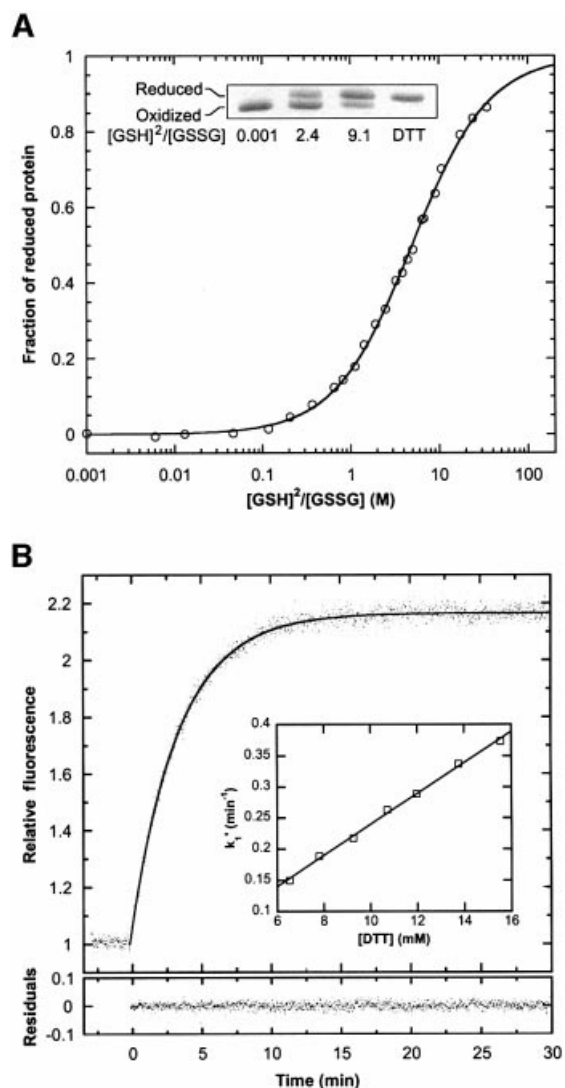 A
1
0.8
0.6
0.4
0.2
0
Fraction of reduced protein
Reduced
Oxidized
[GSH]²/[GSSG] 0.001 2.4 9.1 DTT
0.001 0.01 0.1 1 10 100
[GSH]²/[GSSG] (M)
B
2.2
2
1.8
1.6
1.4
1.2
1
Relative fluorescence
0.4
0.35
0.3
0.25
0.2
0.15
0.1
k₁' (min⁻¹)
6 8 10 12 14 16
[DTT] (mM)
0.1
0
-0.1
Residuals
0 5 10 15 20 25 30
Time (min)